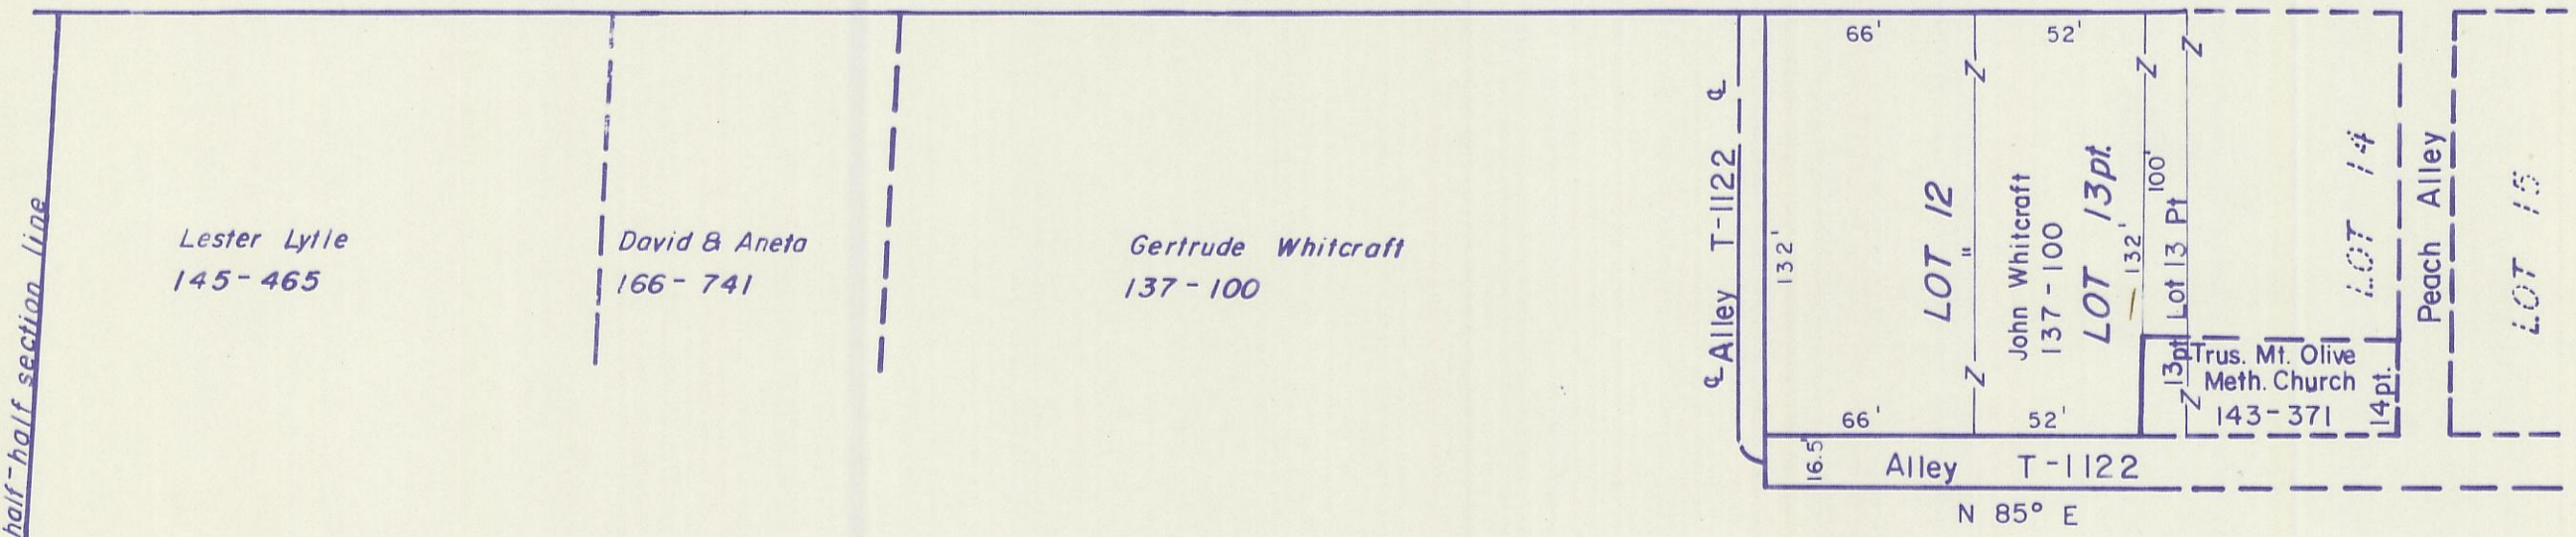 half-half section line
Lester Lytle
145-465
David & Aneta
166-741
Gertrude Whitcraft
137-100
℄ Alley T-1122 ℄
66'
52'
132'
LOT 12
"
John Whitcraft
137-100
LOT 13pt.
132'
100'
Lot 13 Pt
LOT 14
Peach Alley
LOT 15
13pt
Trus. Mt. Olive
Meth. Church
143-371
14pt.
66'
52'
16.5'
Alley T-1122
N 85° E